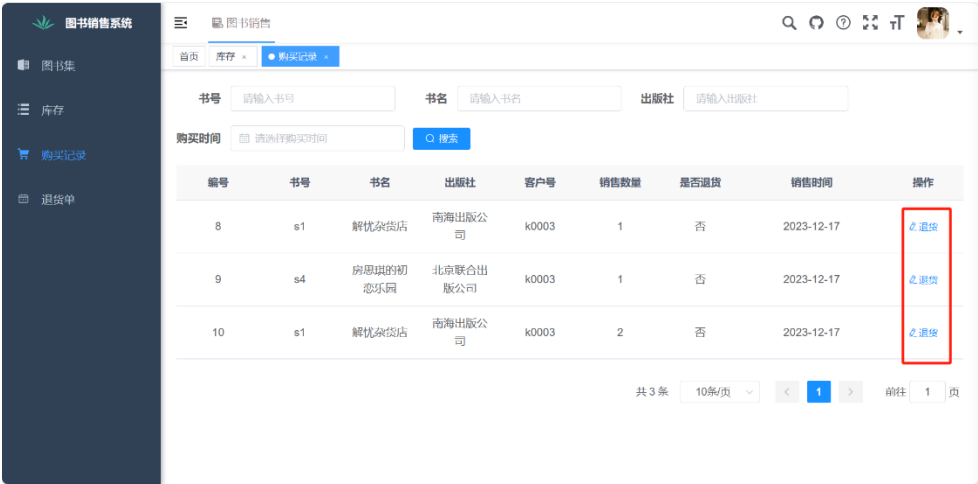 图书销售系统
图书销售
图书集
库存
购买记录
退货单
首页 库存 × 购买记录 ×
书号 请输入书号 书名 请输入书名 出版社 请输入出版社
购买时间 请选择购买时间 搜索
编号 书号 书名 出版社 客户号 销售数量 是否退货 销售时间 操作
8 s1 解忧杂货店 南海出版公
司 k0003 1 否 2023-12-17 退货
9 s4 房思琪的初
恋乐园 北京联合出
版公司 k0003 1 否 2023-12-17 退货
10 s1 解忧杂货店 南海出版公
司 k0003 2 否 2023-12-17 退货
共 3 条 10条/页 < 1 > 前往 1 页